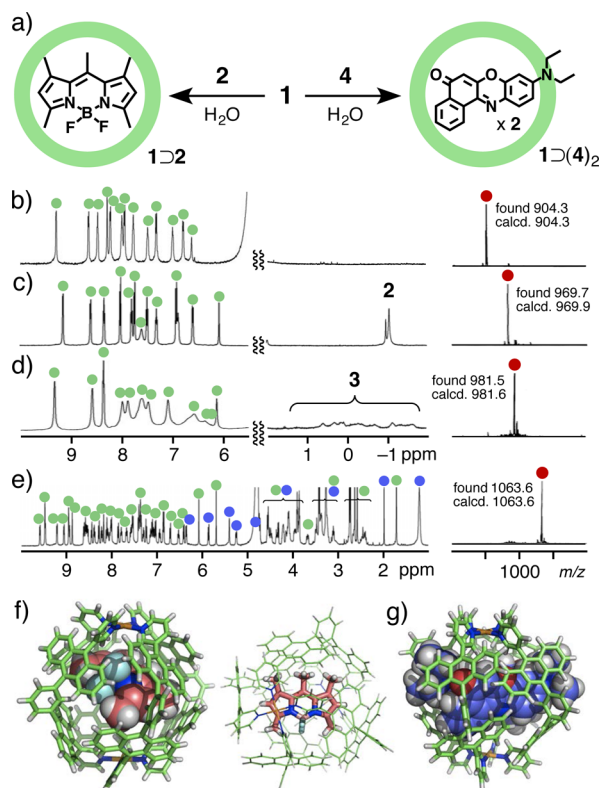 a)
2
H₂O
1
4
H₂O
B
F
F
N
N
1⊃2
O
O
N
N
x 2
1⊃(4)₂
b)
found 904.3
calcd. 904.3
c)
2
found 969.7
calcd. 969.9
d)
3
found 981.5
calcd. 981.6
9 8 7 6 1 0 −1 ppm
e)
found 1063.6
calcd. 1063.6
9 8 7 6 5 4 3 2 ppm
1000 m/z
f)
g)